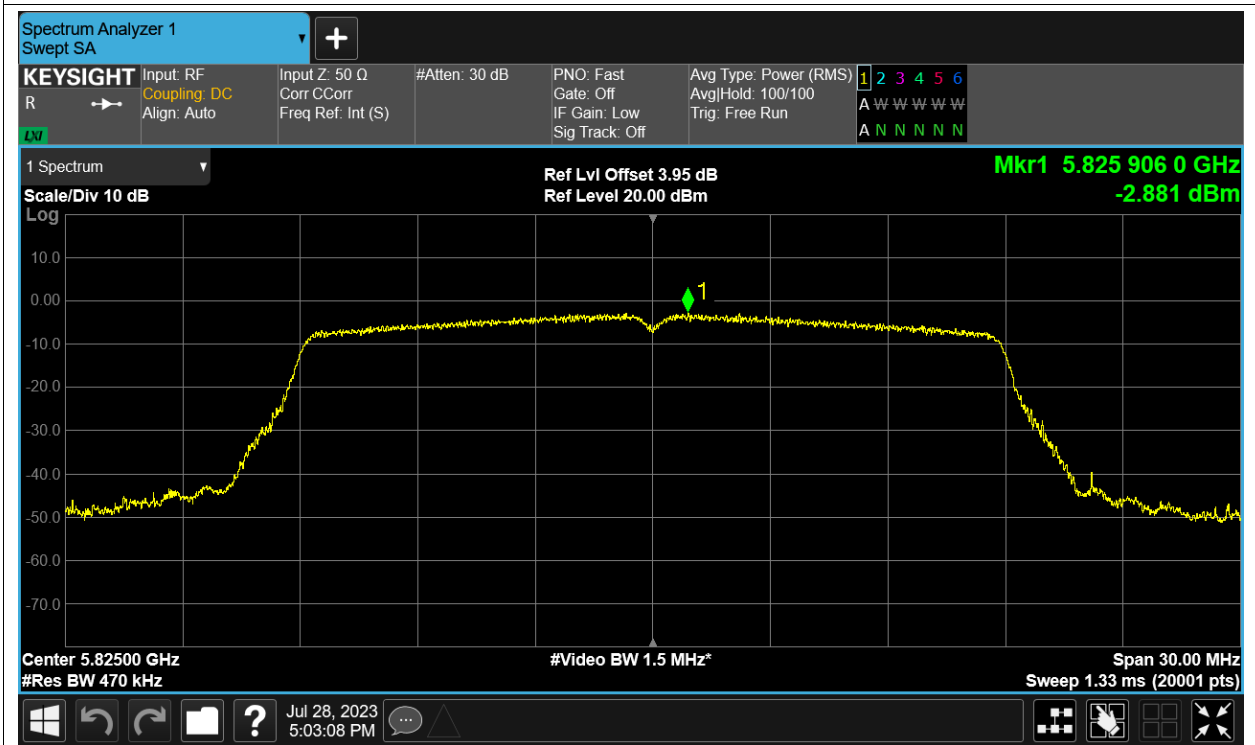 Spectrum Analyzer 1
Swept SA
KEYSIGHT
R
LXI
Input: RF
Coupling: DC
Align: Auto
Input Z: 50 Ω
Corr CCorr
Freq Ref: Int (S)
#Atten: 30 dB
PNO: Fast
Gate: Off
IF Gain: Low
Sig Track: Off
Avg Type: Power (RMS)
Avg|Hold: 100/100
Trig: Free Run
1 2 3 4 5 6
A W W W W W
A N N N N N
1 Spectrum
Scale/Div 10 dB
Log
Ref Lvl Offset 3.95 dB
Ref Level 20.00 dBm
Mkr1 5.825 906 0 GHz
-2.881 dBm
10.0
0.00
-10.0
-20.0
-30.0
-40.0
-50.0
-60.0
-70.0
1
Center 5.82500 GHz
#Res BW 470 kHz
#Video BW 1.5 MHz*
Span 30.00 MHz
Sweep 1.33 ms (20001 pts)
?
Jul 28, 2023
5:03:08 PM